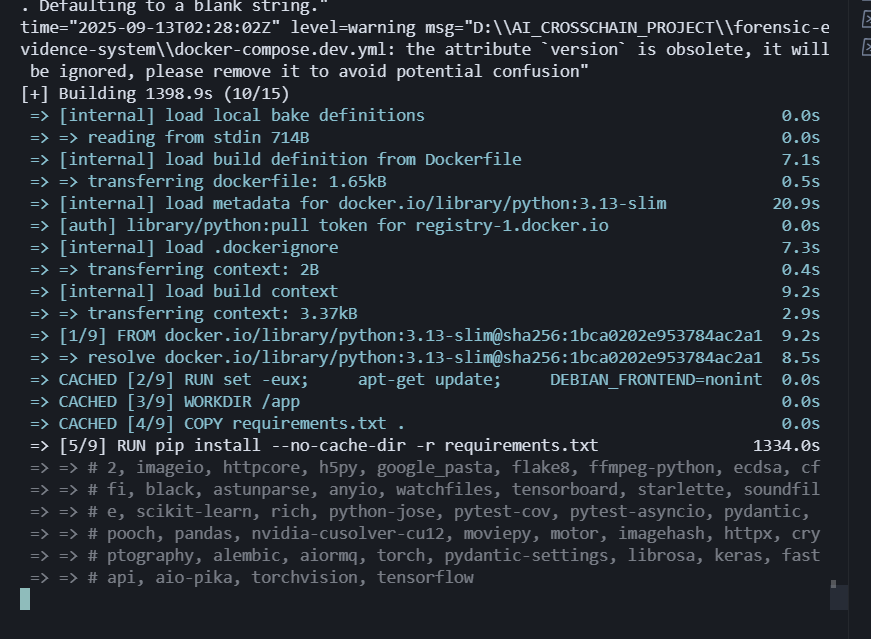 . Defaulting to a blank string."
time="2025-09-13T02:28:02Z" level=warning msg="D:\\AI_CROSSCHAIN_PROJECT\\forensic-e
vidence-system\\docker-compose.dev.yml: the attribute `version` is obsolete, it will
 be ignored, please remove it to avoid potential confusion"
[+] Building 1398.9s (10/15)
 => [internal] load local bake definitions 0.0s
 => => reading from stdin 714B 0.0s
 => [internal] load build definition from Dockerfile 7.1s
 => => transferring dockerfile: 1.65kB 0.5s
 => [internal] load metadata for docker.io/library/python:3.13-slim 20.9s
 => [auth] library/python:pull token for registry-1.docker.io 0.0s
 => [internal] load .dockerignore 7.3s
 => => transferring context: 2B 0.4s
 => [internal] load build context 9.2s
 => => transferring context: 3.37kB 2.9s
 => [1/9] FROM docker.io/library/python:3.13-slim@sha256:1bca0202e953784ac2a1 9.2s
 => => resolve docker.io/library/python:3.13-slim@sha256:1bca0202e953784ac2a1 8.5s
 => CACHED [2/9] RUN set -eux;     apt-get update;     DEBIAN_FRONTEND=nonint 0.0s
 => CACHED [3/9] WORKDIR /app 0.0s
 => CACHED [4/9] COPY requirements.txt . 0.0s
 => [5/9] RUN pip install --no-cache-dir -r requirements.txt 1334.0s
 => => # 2, imageio, httpcore, h5py, google_pasta, flake8, ffmpeg-python, ecdsa, cf
 => => # fi, black, astunparse, anyio, watchfiles, tensorboard, starlette, soundfil
 => => # e, scikit-learn, rich, python-jose, pytest-cov, pytest-asyncio, pydantic,
 => => # pooch, pandas, nvidia-cusolver-cu12, moviepy, motor, imagehash, httpx, cry
 => => # ptography, alembic, aiormq, torch, pydantic-settings, librosa, keras, fast
 => => # api, aio-pika, torchvision, tensorflow